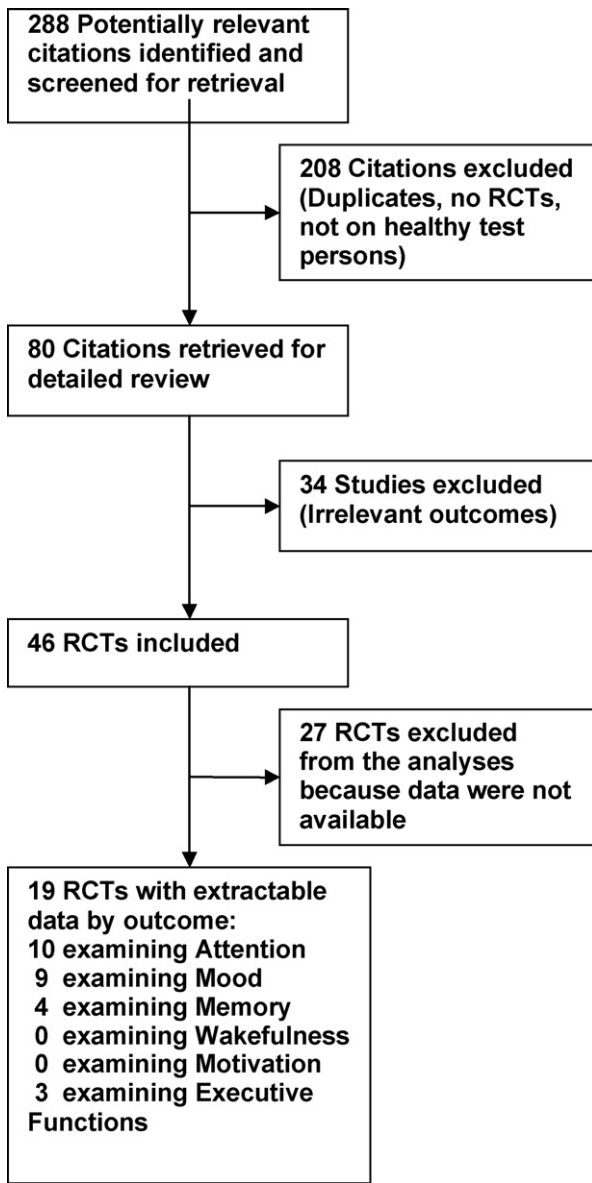 288 Potentially relevant
citations identified and
screened for retrieval
208 Citations excluded
(Duplicates, no RCTs,
not on healthy test
persons)
80 Citations retrieved for
detailed review
34 Studies excluded
(Irrelevant outcomes)
46 RCTs included
27 RCTs excluded
from the analyses
because data were not
available
19 RCTs with extractable
data by outcome:
10 examining Attention
9 examining Mood
4 examining Memory
0 examining Wakefulness
0 examining Motivation
3 examining Executive
Functions